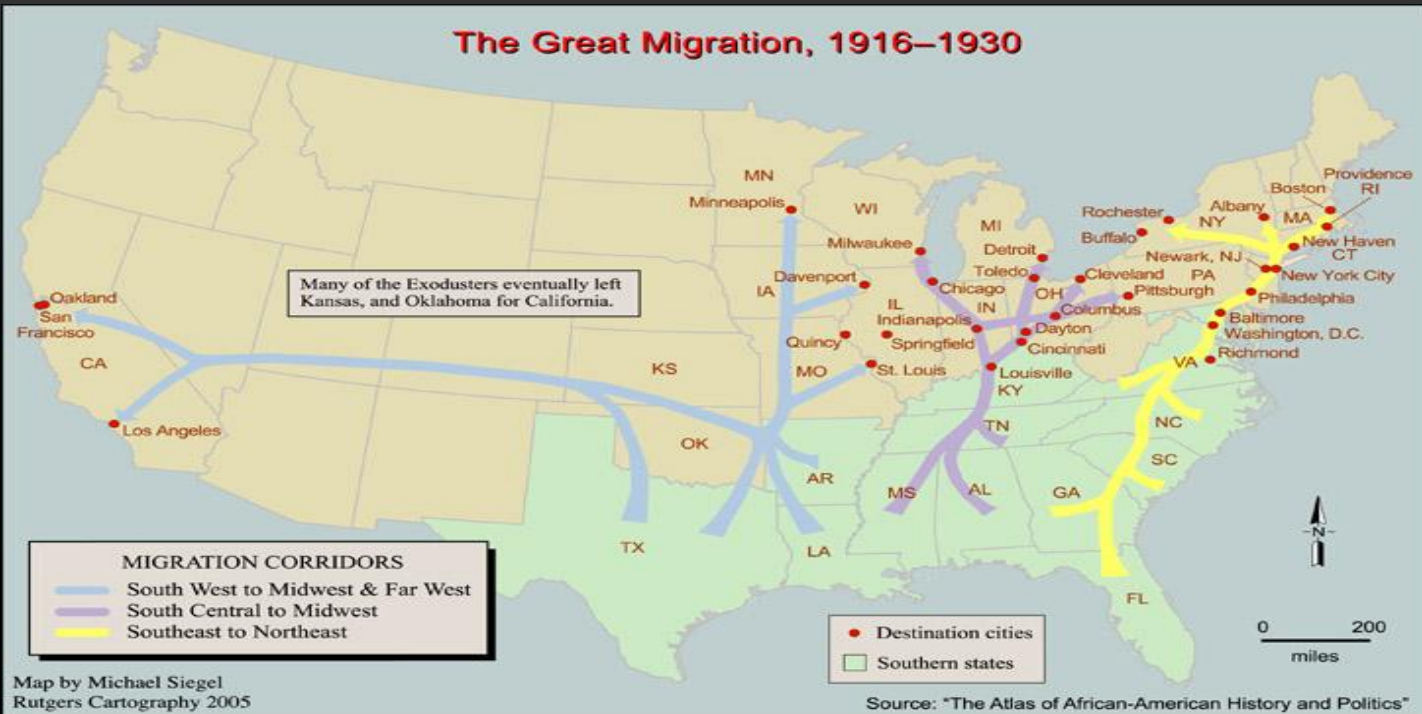 The Great Migration, 1916–1930
Providence
RI
Boston
MN
Minneapolis
WI
MI
Rochester
Albany
NY
MA
Buffalo
Milwaukee
Detroit
New Haven
CT
Newark, NJ
New York City
Toledo
Cleveland
PA
Davenport
Many of the Exodusters eventually left
Kansas, and Oklahoma for California.
IA
Chicago
IN
OH
Pittsburgh
Philadelphia
Oakland
San
Francisco
IL
Indianapolis
Columbus
Baltimore
Dayton
Washington, D.C.
Quincy
Springfield
Cincinnati
Richmond
CA
KS
MO
St. Louis
Louisville
KY
VA
Los Angeles
OK
TN
NC
SC
AR
MS
AL
GA
TX
LA
FL
N
MIGRATION CORRIDORS
South West to Midwest & Far West
South Central to Midwest
Southeast to Northeast
Destination cities
Southern states
0 200
miles
Map by Michael Siegel
Rutgers Cartography 2005
Source: "The Atlas of African-American History and Politics"